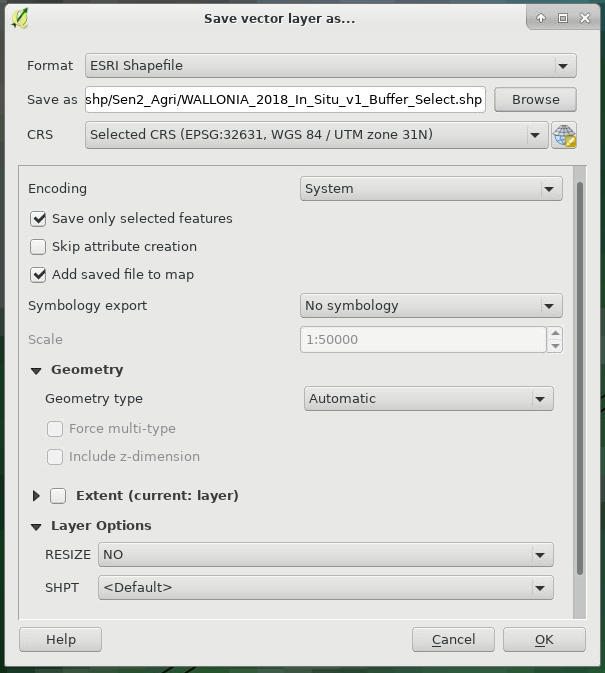 Save vector layer as...
Format ESRI Shapefile
Save as shp/Sen2_Agri/WALLONIA_2018_In_Situ_v1_Buffer_Select.shp Browse
CRS Selected CRS (EPSG:32631, WGS 84 / UTM zone 31N)
Encoding System
Save only selected features
Skip attribute creation
Add saved file to map
Symbology export No symbology
Scale 1:50000
Geometry
Geometry type Automatic
Force multi-type
Include z-dimension
Extent (current: layer)
Layer Options
RESIZE NO
SHPT <Default>
Help Cancel OK